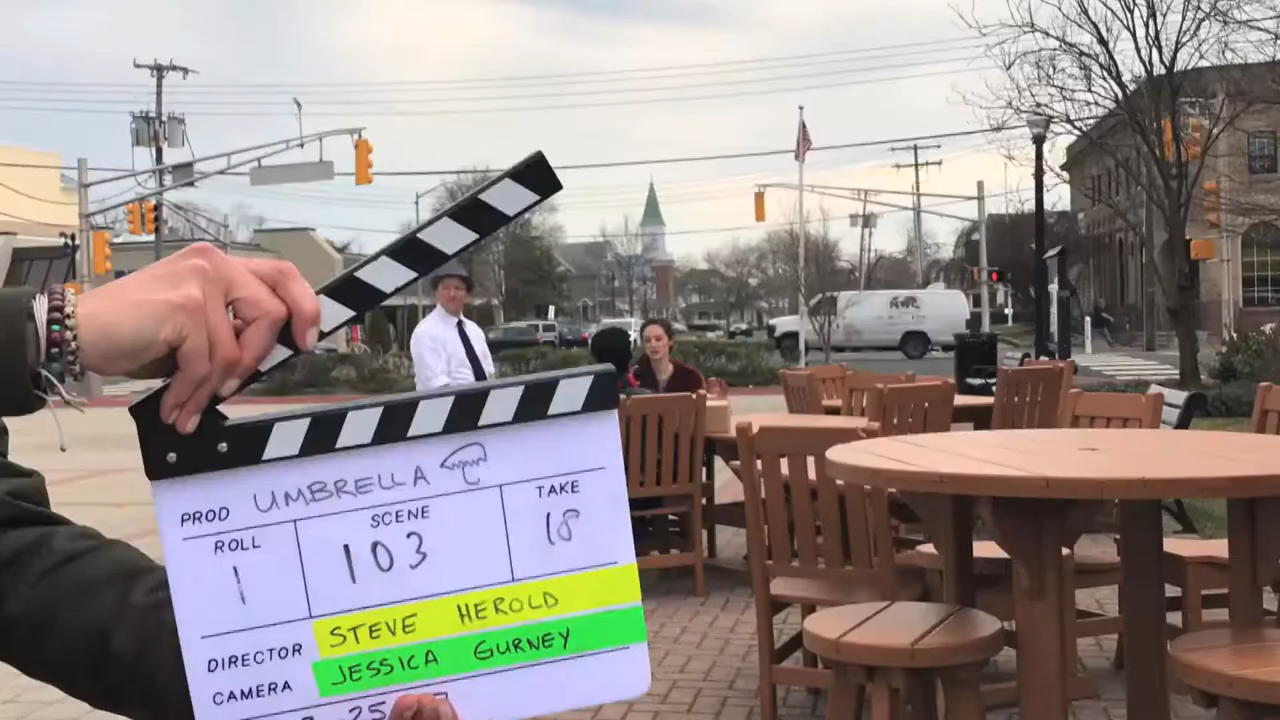 PROD UMBRELLA
ROLL SCENE TAKE
1 103 18
DIRECTOR STEVE HEROLD
CAMERA JESSICA GURNEY